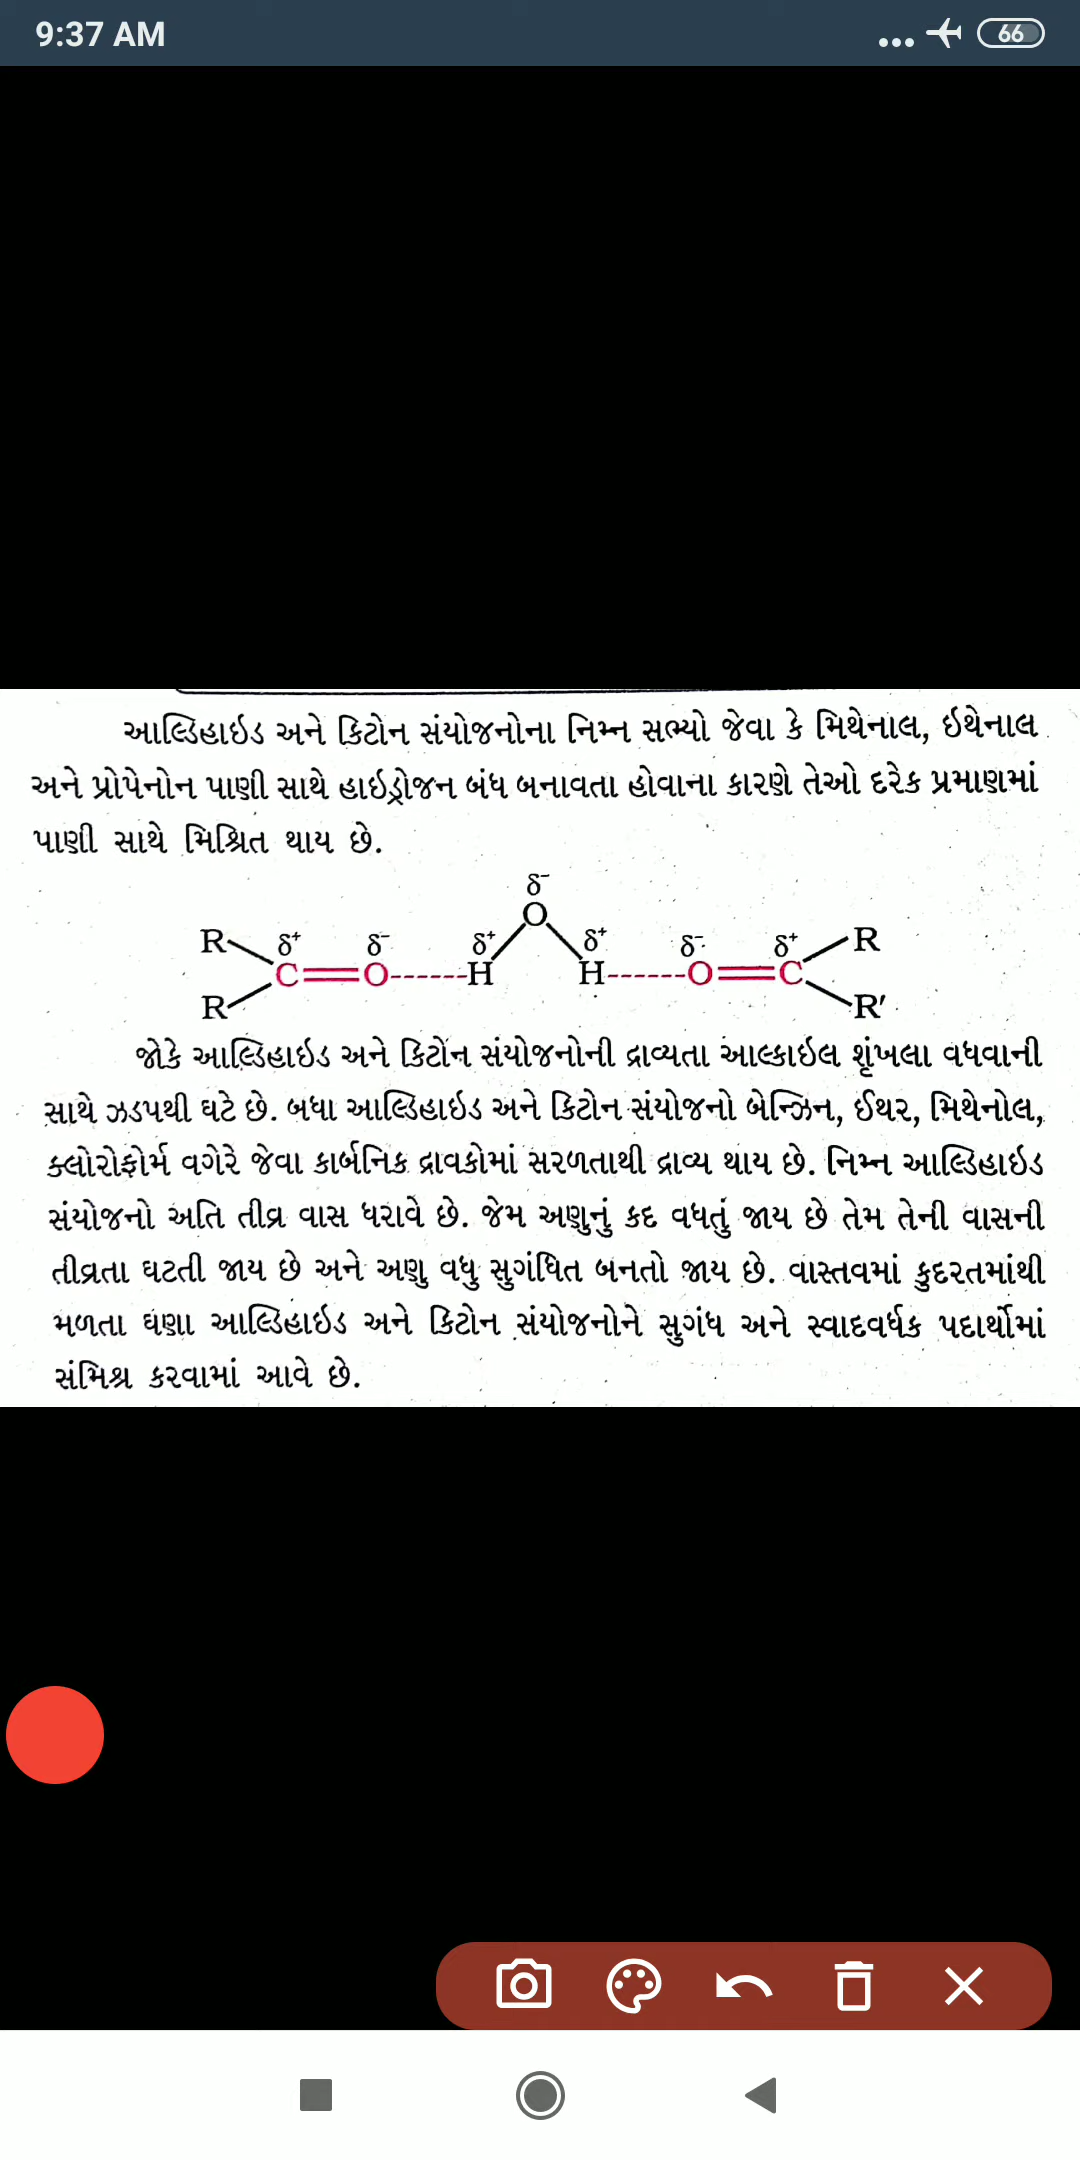 9:37 AM
66
આલ્ડિહાઇડ અને કિટોન સંયોજનોના નિમ્ન સભ્યો જેવા કે મિથેનાલ, ઇથેનાલ
અને પ્રોપેનોન પાણી સાથે હાઇડ્રોજન બંધ બનાવતા હોવાના કારણે તેઓ દરેક પ્રમાણમાં
પાણી સાથે મિશ્રિત થાય છે.
δ⁻
O
R δ⁺ δ⁻ δ⁺ δ⁺ δ⁻ δ⁺ R
C=O------H H------O=C
R R′
જોકે આલ્ડિહાઇડ અને કિટોન સંયોજનોની દ્રાવ્યતા આલ્કાઇલ શૃંખલા વધવાની
સાથે ઝડપથી ઘટે છે. બધા આલ્ડિહાઇડ અને કિટોન સંયોજનો બેન્ઝિન, ઈથર, મિથેનોલ,
ક્લોરોફોર્મ વગેરે જેવા કાર્બનિક દ્રાવકોમાં સરળતાથી દ્રાવ્ય થાય છે. નિમ્ન આલ્ડિહાઇડ
સંયોજનો અતિ તીવ્ર વાસ ધરાવે છે. જેમ અણુનું કદ વધતું જાય છે તેમ તેની વાસની
તીવ્રતા ઘટતી જાય છે અને અણુ વધુ સુગંધિત બનતો જાય છે. વાસ્તવમાં કુદરતમાંથી
મળતા ઘણા આલ્ડિહાઇડ અને કિટોન સંયોજનોને સુગંધ અને સ્વાદવર્ધક પદાર્થોમાં
સંમિશ્ર કરવામાં આવે છે.